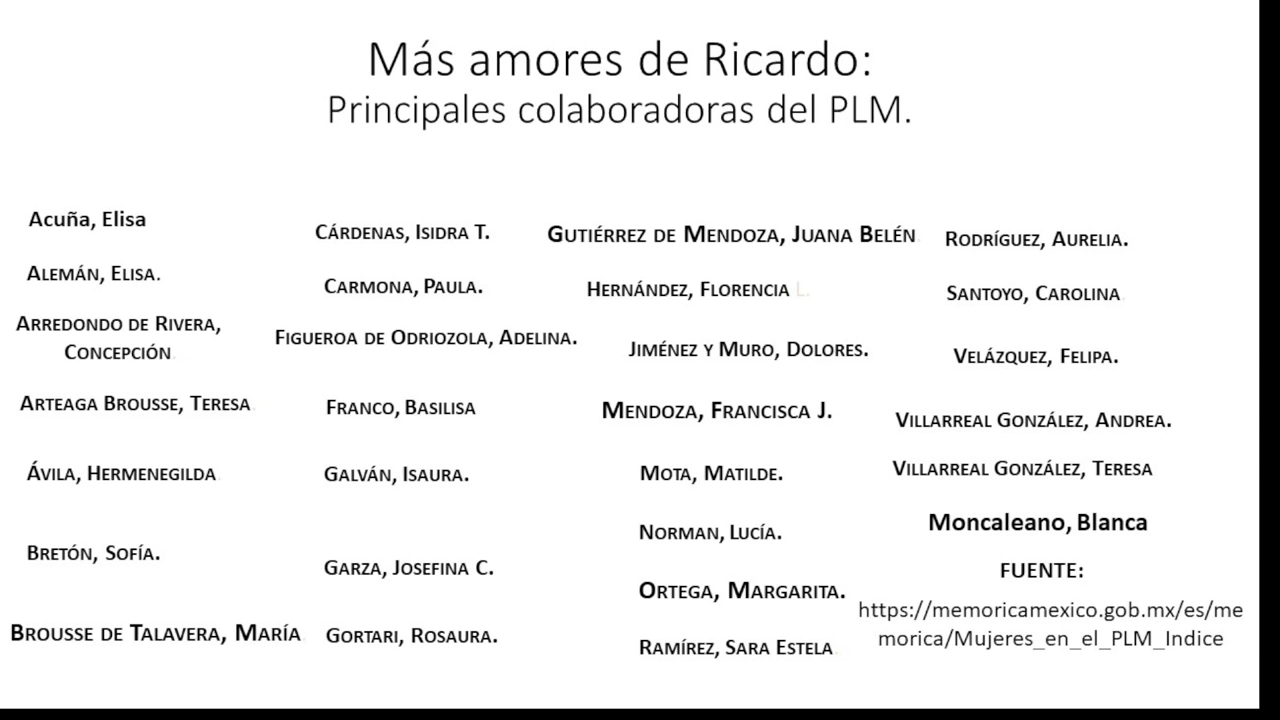 Más amores de Ricardo:
Principales colaboradoras del PLM.
Acuña, Elisa
ALEMÁN, ELISA.
ARREDONDO DE RIVERA,
CONCEPCIÓN.
ARTEAGA BROUSSE, TERESA.
ÁVILA, HERMENEGILDA.
BRETÓN, SOFÍA.
BROUSSE DE TALAVERA, MARÍA.
CÁRDENAS, ISIDRA T.
CARMONA, PAULA.
FIGUEROA DE ODRIOZOLA, ADELINA.
FRANCO, BASILISA
GALVÁN, ISAURA.
GARZA, JOSEFINA C.
GORTARI, ROSAURA.
GUTIÉRREZ DE MENDOZA, JUANA BELÉN.
HERNÁNDEZ, FLORENCIA L.
JIMÉNEZ Y MURO, DOLORES.
MENDOZA, FRANCISCA J.
MOTA, MATILDE.
NORMAN, LUCÍA.
ORTEGA, MARGARITA.
RAMÍREZ, SARA ESTELA.
RODRÍGUEZ, AURELIA.
SANTOYO, CAROLINA.
VELÁZQUEZ, FELIPA.
VILLARREAL GONZÁLEZ, ANDREA.
VILLARREAL GONZÁLEZ, TERESA
Moncaleano, Blanca
FUENTE:
https://memoricamexico.gob.mx/es/me
morica/Mujeres_en_el_PLM_Indice